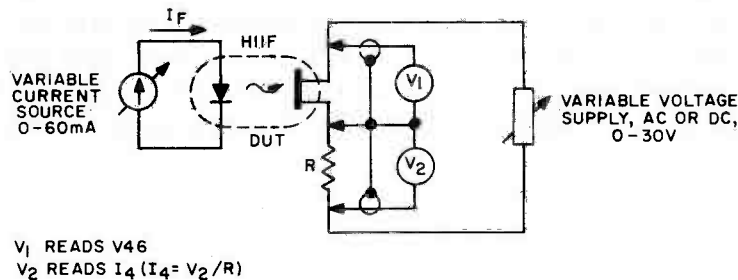 I_F
H11F
VARIABLE
CURRENT
SOURCE
0-60mA
DUT
V1
V2
R
VARIABLE VOLTAGE
SUPPLY, AC OR DC,
0-30V
V1 READS V46
V2 READS I4 (I4=V2/R)